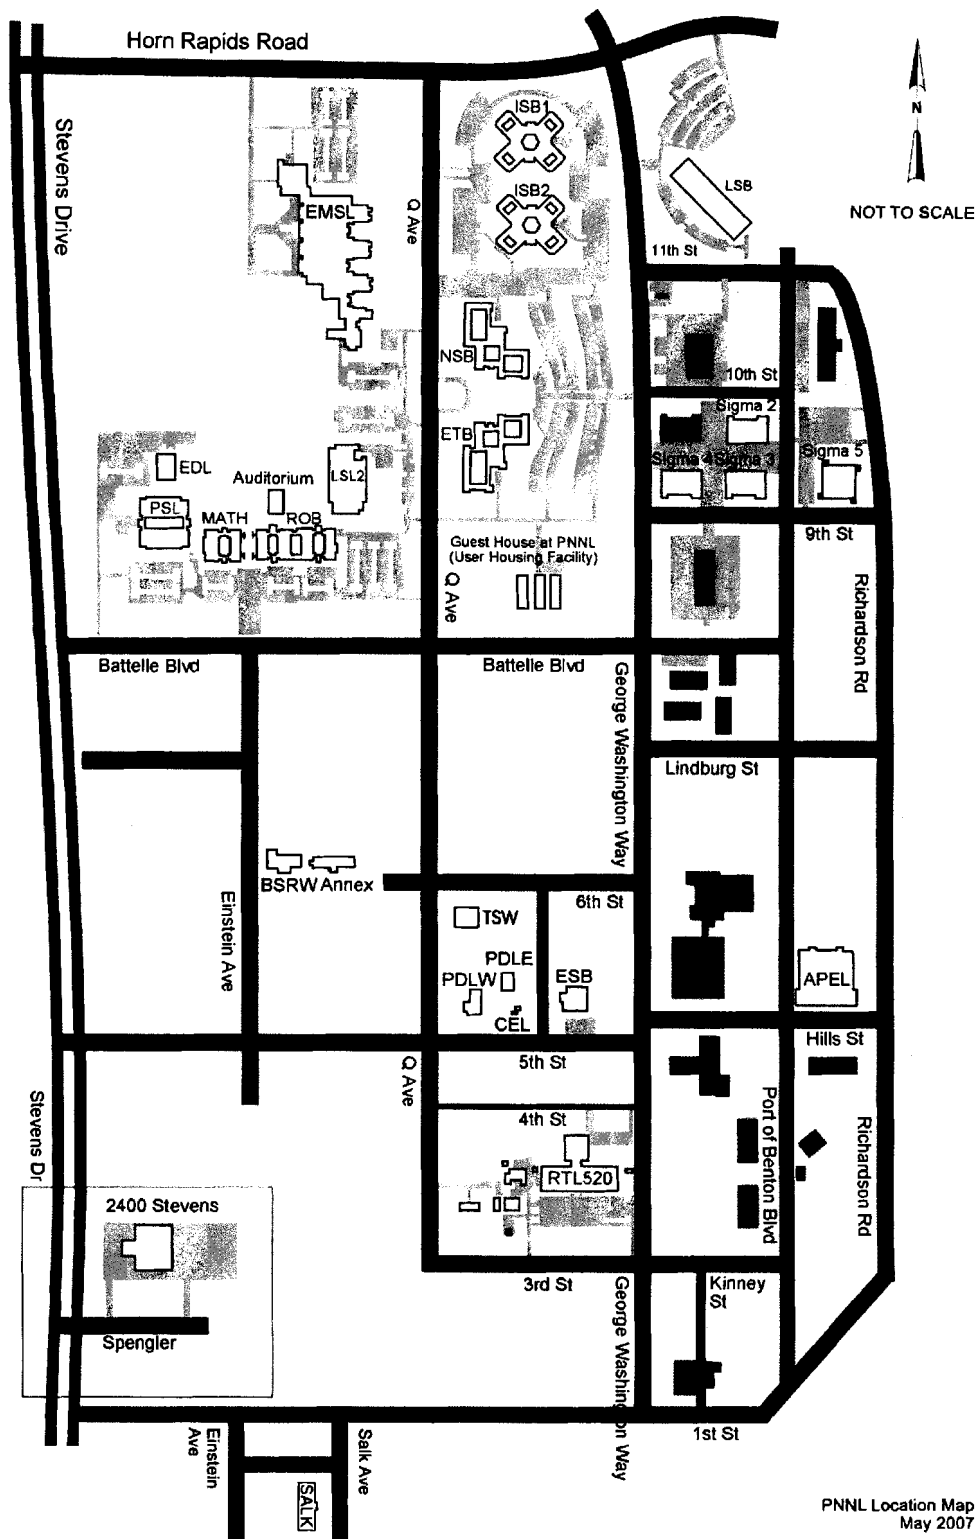 Horn Rapids Road
Stevens Drive
ISB1
N
LSB
ISB2
EMSL
Q Ave
NOT TO SCALE
11th St
NSB
10th St
Sigma 2
ETB
Sigma 4
Sigma 3
Sigma 5
EDL
Auditorium
LSL2
PSL
MATH
ROB
9th St
Guest House at PNNL
(User Housing Facility)
Q Ave
Richardson Rd
Battelle Blvd
Battelle Blvd
George Washington Way
Lindburg St
BSRW
Annex
Einstein Ave
6th St
TSW
PDLE
PDLW
ESB
APEL
CEL
Hills St
5th St
Q Ave
Stevens Dr
4th St
Port of Benton Blvd
Richardson Rd
RTL520
2400 Stevens
3rd St
Kinney
St
George Washington Way
Spengler
1st St
Einstein
Ave
Salk Ave
SALK
PNNL Location Map
May 2007